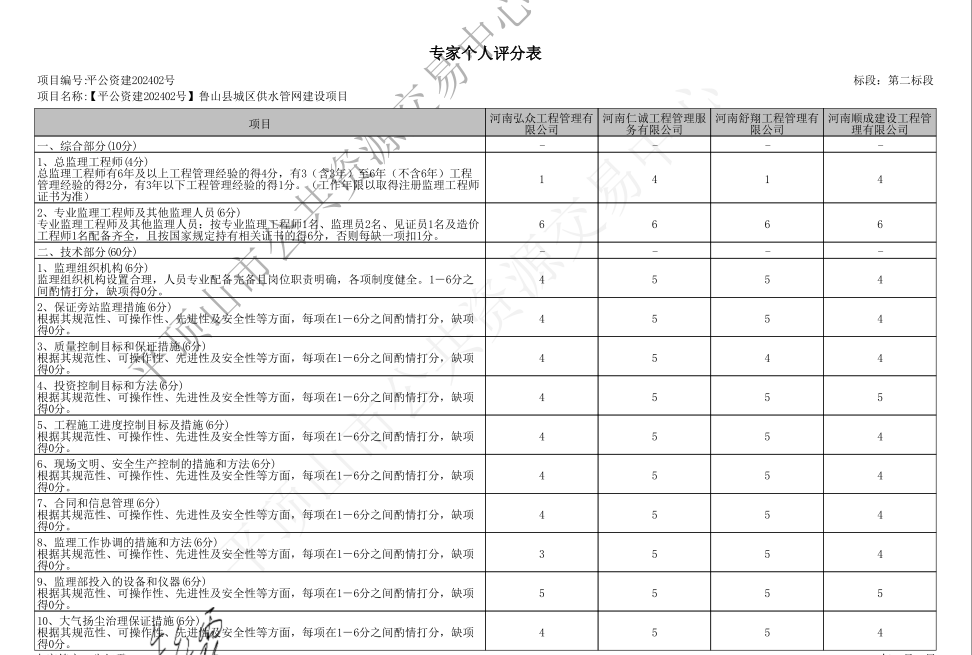 专家个人评分表
项目编号:平公资建202402号 标段: 第二标段
项目名称:【平公资建202402号】鲁山县城区供水管网建设项目
项目 河南弘众工程管理有限公司 河南仁诚工程管理服务有限公司 河南舒翔工程管理有限公司 河南顺成建设工程管理有限公司
一、综合部分(10分) － － － －
1、总监理工程师(4分)
总监理工程师有6年及以上工程管理经验的得4分，有3（含3年）至6年（不含6年）工程
管理经验的得2分，有3年以下工程管理经验的得1分。（工作年限以取得注册监理工程师
证书为准） 1 4 1 4
2、专业监理工程师及其他监理人员(6分)
专业监理工程师及其他监理人员: 按专业监理工程师1名、监理员2名、见证员1名及造价
工程师1名配备齐全，且按国家规定持有相关证书的得6分，否则每缺一项扣1分。 6 6 6 6
二、技术部分(60分) － － － －
1、监理组织机构(6分)
监理组织机构设置合理，人员专业配备完备且岗位职责明确，各项制度健全。1－6分之
间酌情打分，缺项得0分。 4 5 5 4
2、保证旁站监理措施(6分)
根据其规范性、可操作性、先进性及安全性等方面，每项在1－6分之间酌情打分，缺项
得0分。 4 5 5 4
3、质量控制目标和保证措施(6分)
根据其规范性、可操作性、先进性及安全性等方面，每项在1－6分之间酌情打分，缺项
得0分。 4 5 4 4
4、投资控制目标和方法(6分)
根据其规范性、可操作性、先进性及安全性等方面，每项在1－6分之间酌情打分，缺项
得0分。 4 5 5 5
5、工程施工进度控制目标及措施(6分)
根据其规范性、可操作性、先进性及安全性等方面，每项在1－6分之间酌情打分，缺项
得0分。 4 5 5 4
6、现场文明、安全生产控制的措施和方法(6分)
根据其规范性、可操作性、先进性及安全性等方面，每项在1－6分之间酌情打分，缺项
得0分。 4 5 5 4
7、合同和信息管理(6分)
根据其规范性、可操作性、先进性及安全性等方面，每项在1－6分之间酌情打分，缺项
得0分。 4 5 5 4
8、监理工作协调的措施和方法(6分)
根据其规范性、可操作性、先进性及安全性等方面，每项在1－6分之间酌情打分，缺项
得0分。 3 5 5 4
9、监理部投入的设备和仪器(6分)
根据其规范性、可操作性、先进性及安全性等方面，每项在1－6分之间酌情打分，缺项
得0分。 5 5 5 5
10、大气扬尘治理保证措施(6分)
根据其规范性、可操作性、先进性及安全性等方面，每项在1－6分之间酌情打分，缺项
得0分。 4 5 5 4
平顶山市公共资源交易中心
平顶山市公共资源交易中心